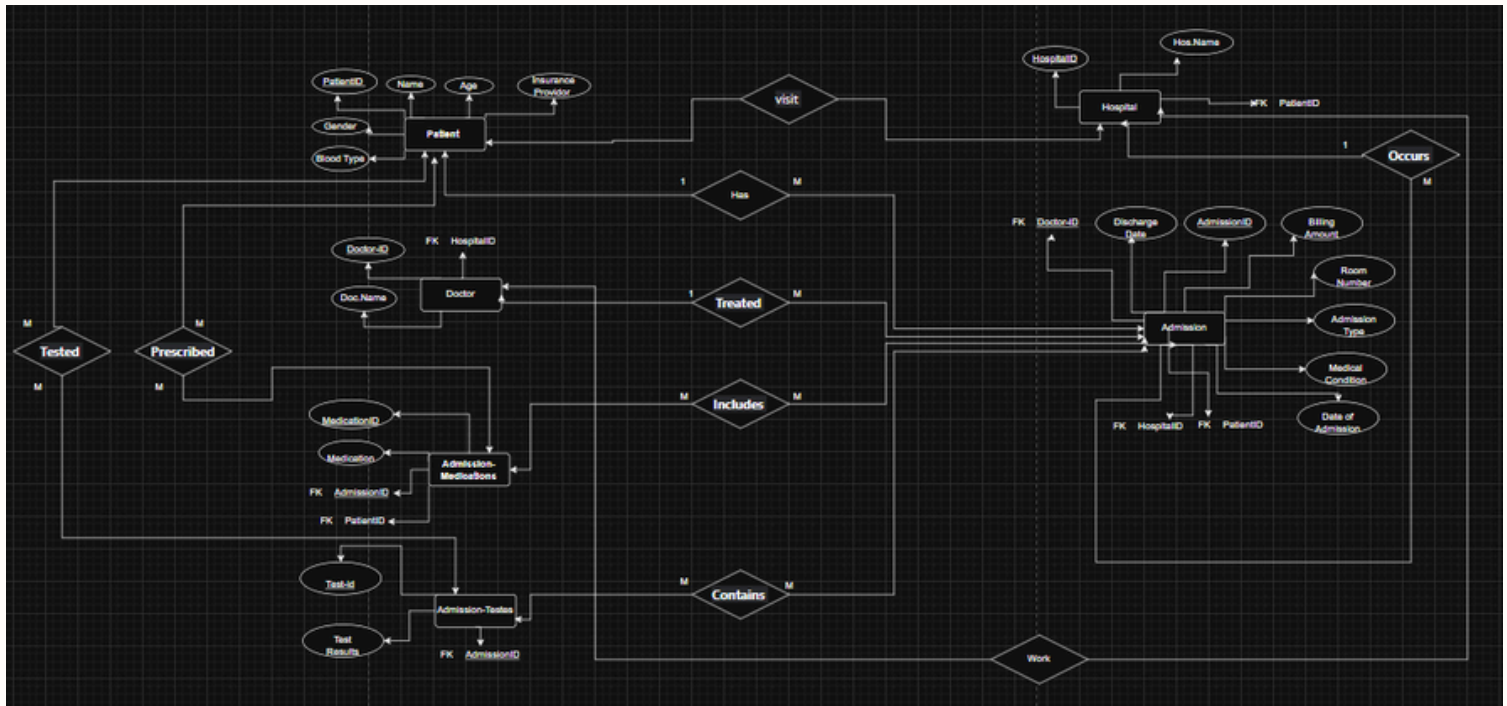 Hos.Name
HospitalID
PatientID
Name
Age
Insurance
Providor
visit
Hospital
FK PatientID
Gender
Patient
Blood Type
1
Occurs
M
1
Has
M
FK HospitalID
Doctor-ID
FK Doctor-ID
Discharge
Date
AdmissionID
Billing
Amount
Room
Number
Doctor
Doc.Name
1
Treated
M
Admission
Admission
Type
M
Tested
M
M
Prescribed
M
Medical
Condition
M
Includes
M
Date of
Admission
FK HospitalID
FK PatientID
MedicationID
Medication
Admission-
Medications
FK AdmissionID
FK PatientID
Test-id
M
Contains
M
Admission-Testes
Test
Results
FK AdmissionID
Work